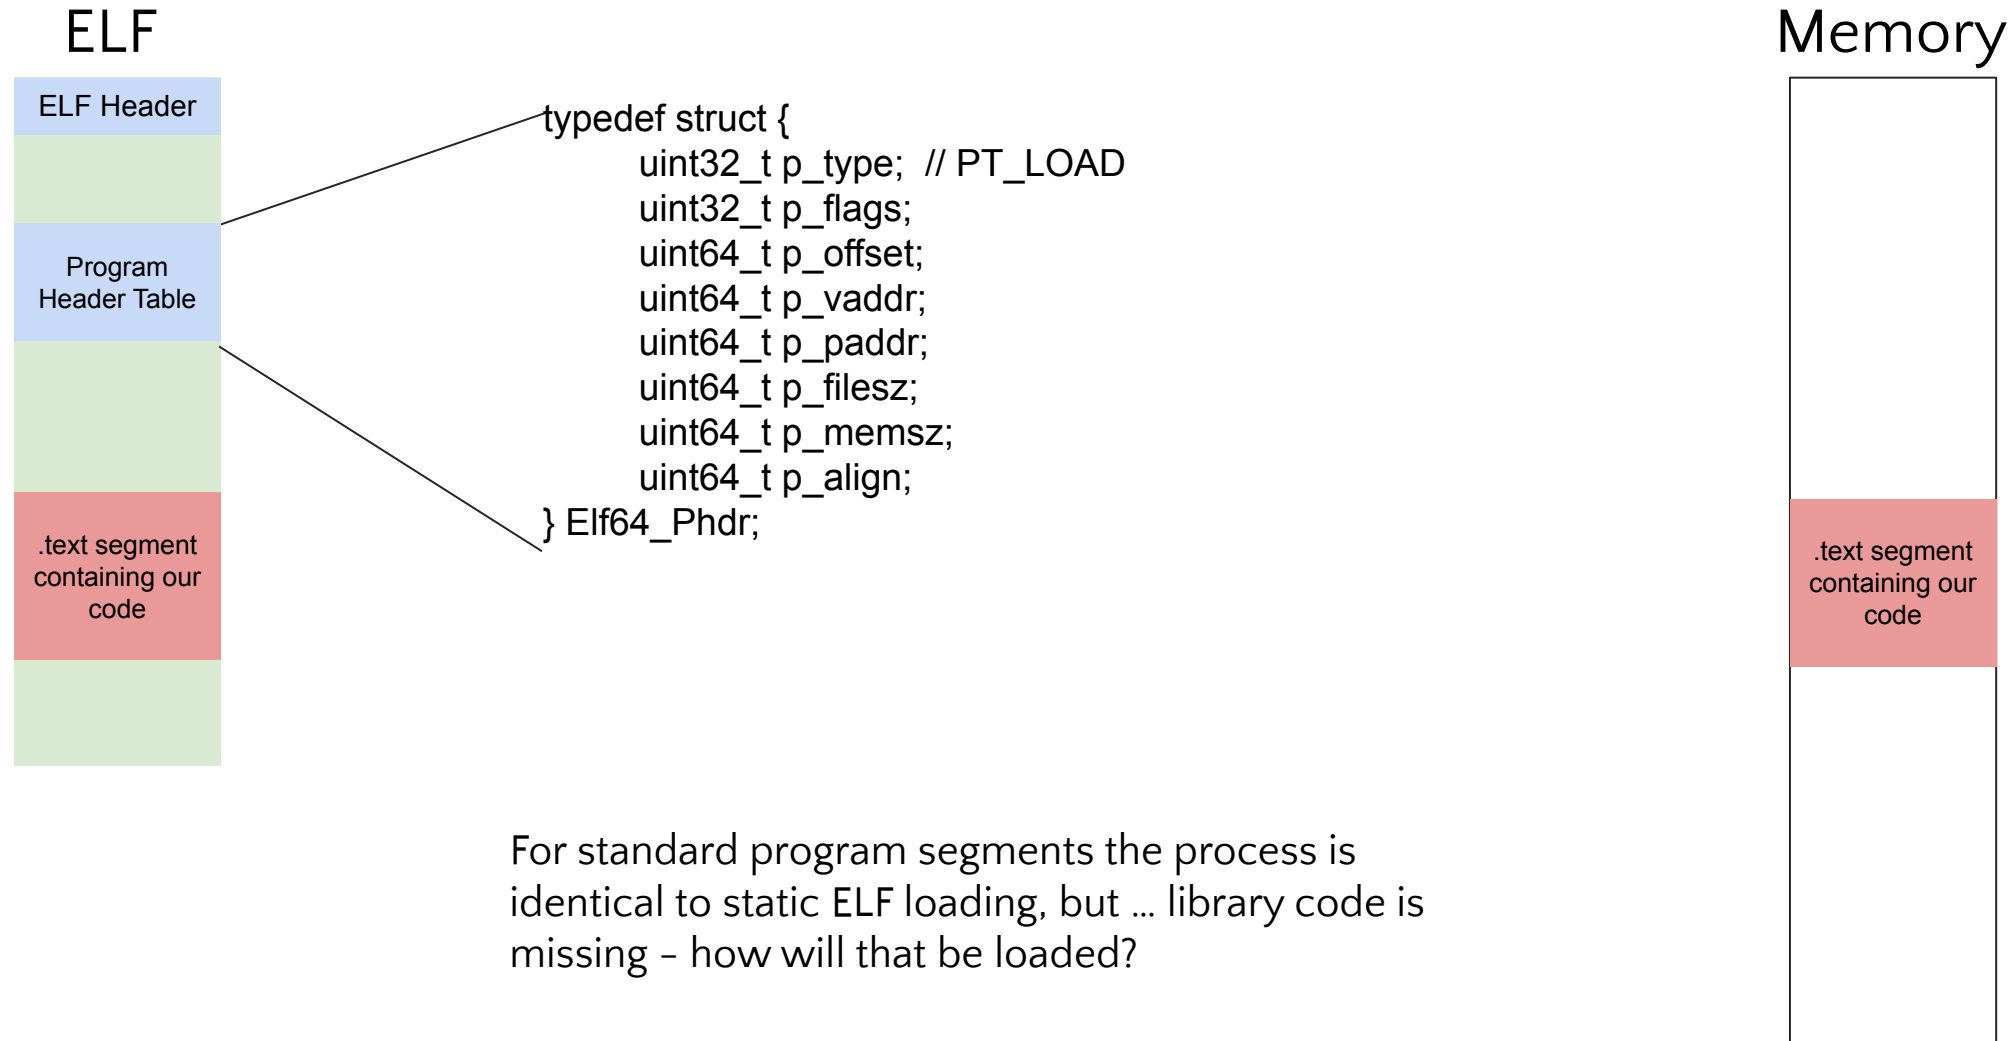 ELF
Memory
ELF Header
Program
Header Table
.text segment
containing our
code
typedef struct {
uint32_t p_type;  // PT_LOAD
uint32_t p_flags;
uint64_t p_offset;
uint64_t p_vaddr;
uint64_t p_paddr;
uint64_t p_filesz;
uint64_t p_memsz;
uint64_t p_align;
} Elf64_Phdr;
.text segment
containing our
code
For standard program segments the process is
identical to static ELF loading, but ... library code is
missing - how will that be loaded?